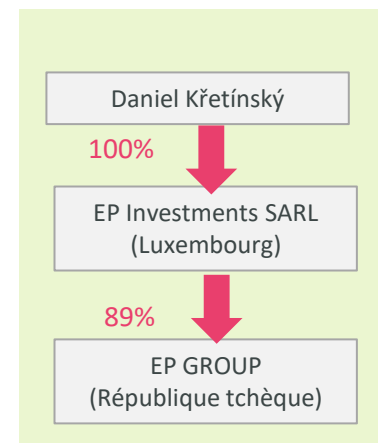 Daniel Křetínský
100%
EP Investments SARL
(Luxembourg)
89%
EP GROUP
(République tchèque)